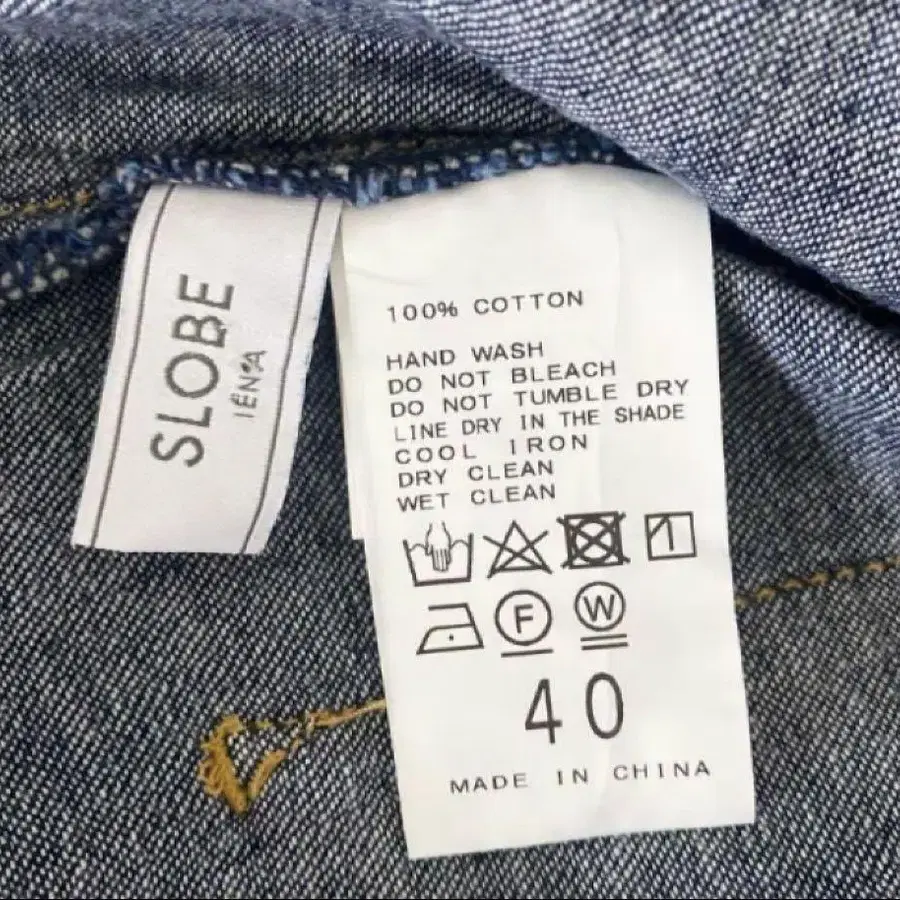 SLOBE
IÉNA
100% COTTON
HAND WASH
DO NOT BLEACH
DO NOT TUMBLE DRY
LINE DRY IN THE SHADE
COOL IRON
DRY CLEAN
WET CLEAN
F W
40
MADE IN CHINA